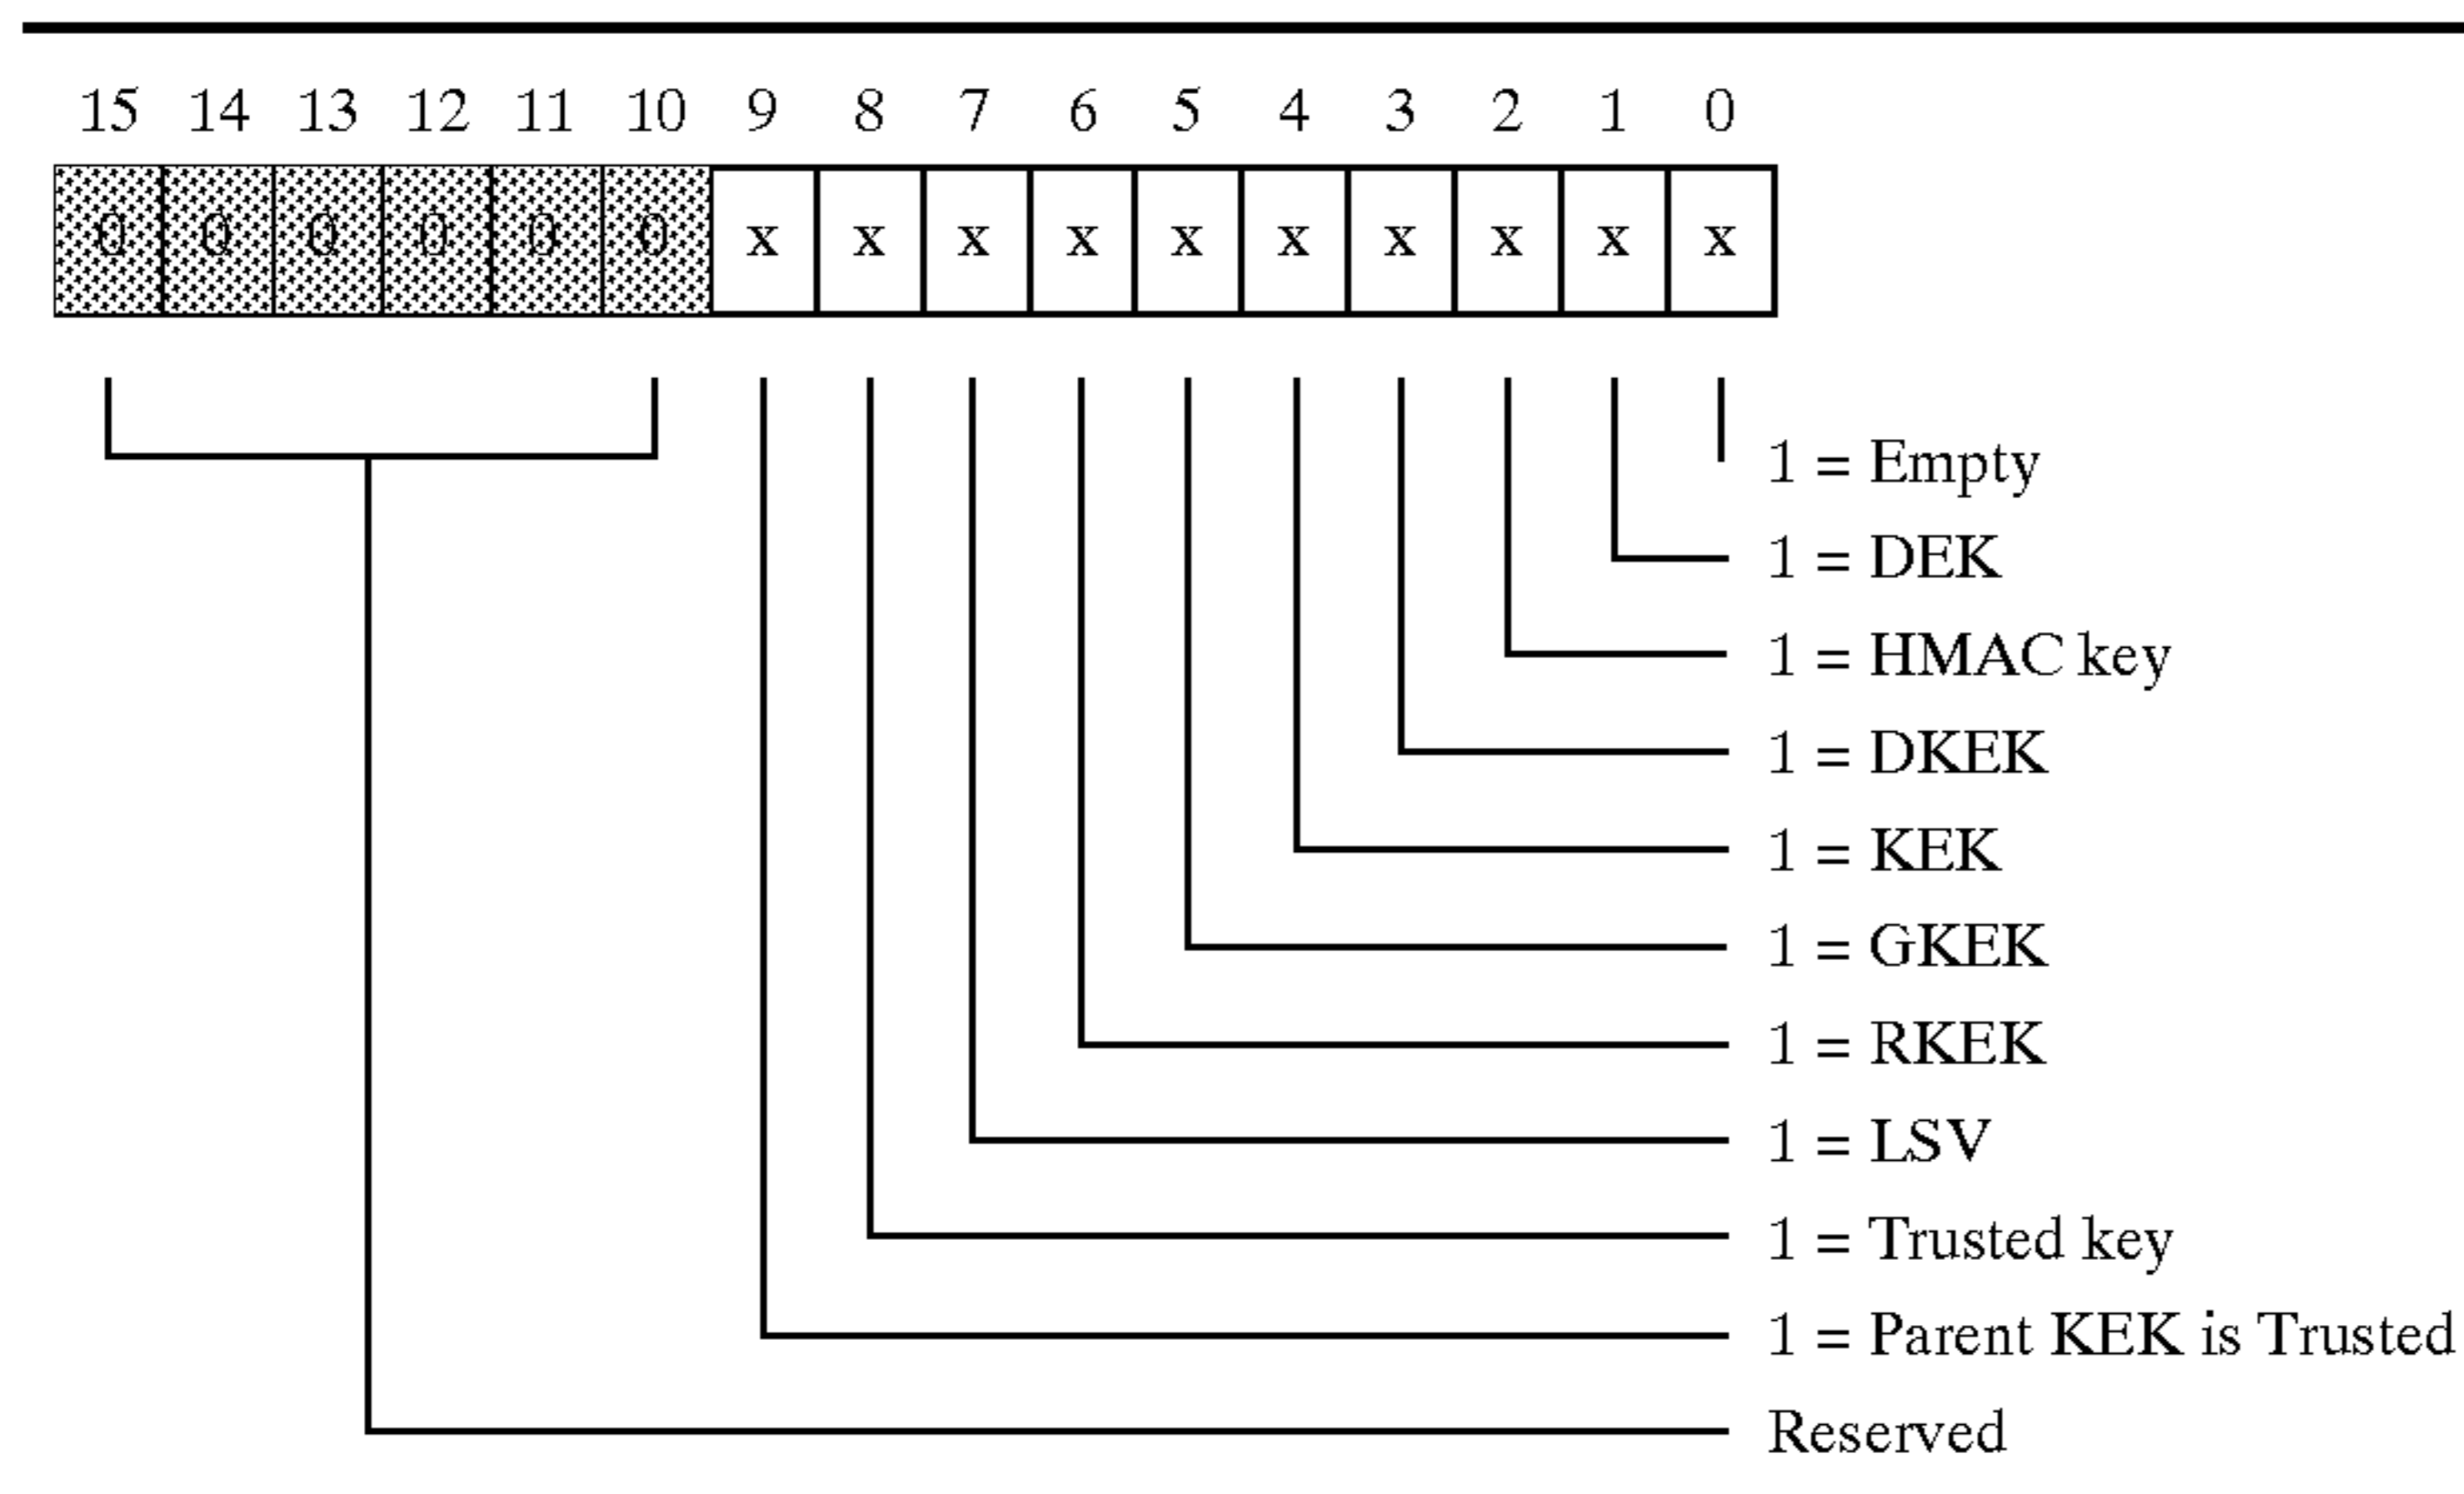 15 14 13 12 11 10 9 8 7 6 5 4 3 2 1 0
0 0 0 0 0 0 x x x x x x x x x x
1 = Empty
1 = DEK
1 = HMAC key
1 = DKEK
1 = KEK
1 = GKEK
1 = RKEK
1 = LSV
1 = Trusted key
1 = Parent KEK is Trusted
Reserved